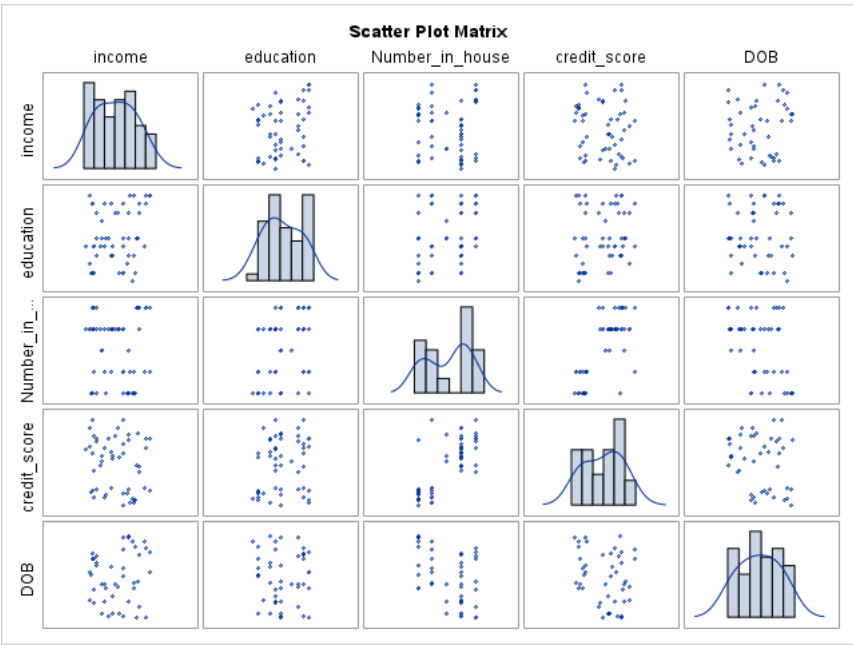 Scatter Plot Matrix
income education Number_in_house credit_score DOB
income
education
Number_in_...
credit_score
DOB